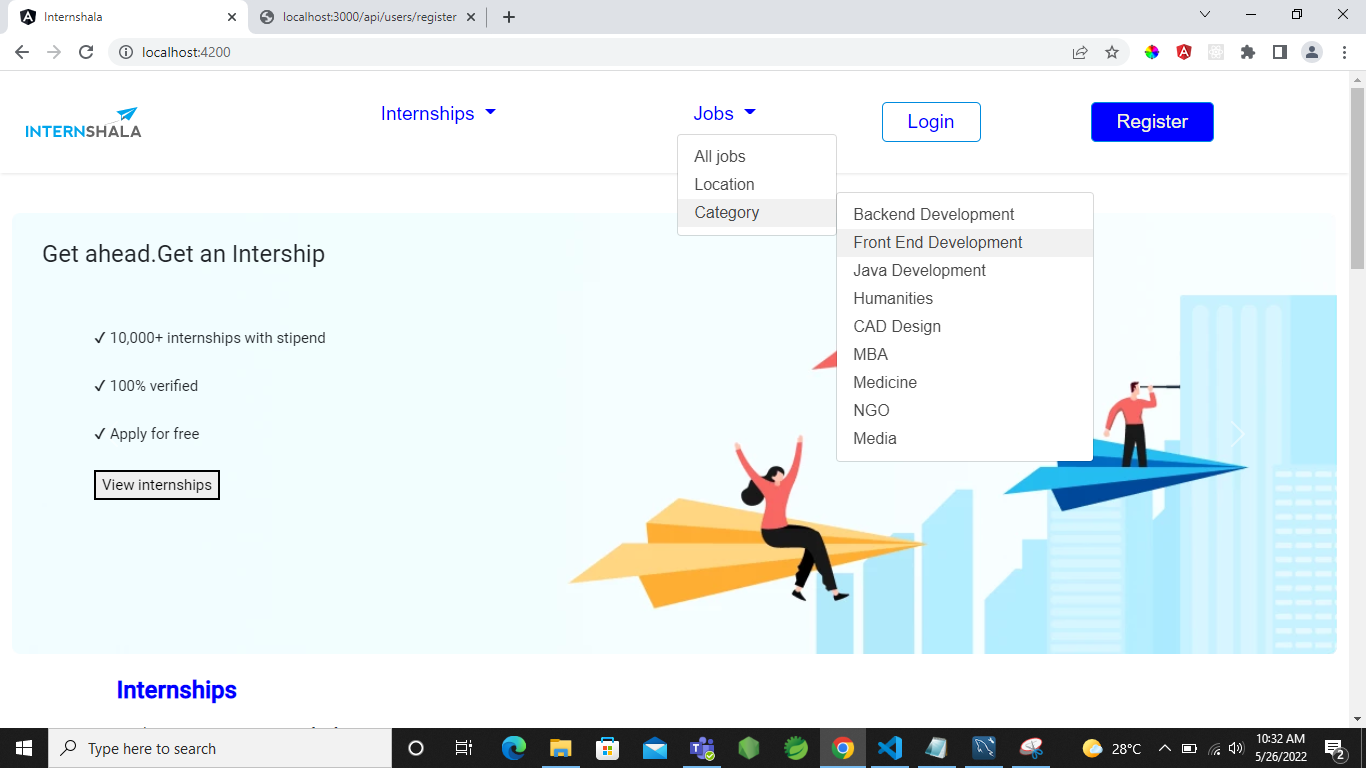 Internshala
localhost:3000/api/users/register
localhost:4200
INTERNSHALA
Internships
Jobs
Login
Register
All jobs
Location
Category
Backend Development
Front End Development
Java Development
Humanities
CAD Design
MBA
Medicine
NGO
Media
Get ahead.Get an Intership
✓ 10,000+ internships with stipend
✓ 100% verified
✓ Apply for free
View internships
Internships
Type here to search
28°C
10:32 AM
5/26/2022
2